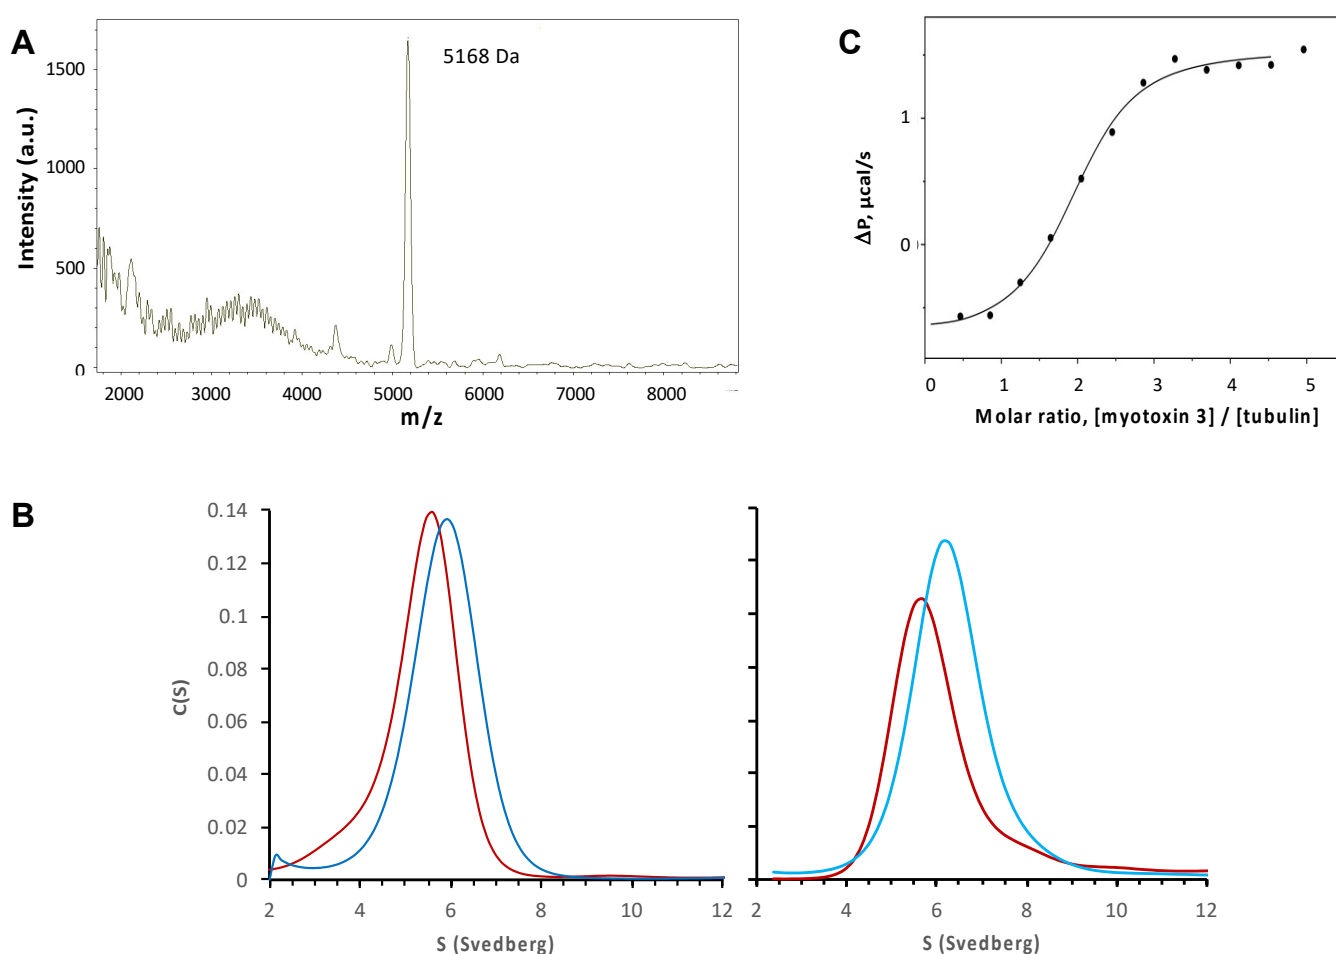 A
5168 Da
1500
1000
500
0
Intensity (a.u.)
2000 3000 4000 5000 6000 7000 8000
m/z
C
1
0
ΔP, µcal/s
0 1 2 3 4 5
Molar ratio, [myotoxin 3] / [tubulin]
B
0.14
0.12
0.1
0.08
0.06
0.04
0.02
0
C(S)
2 4 6 8 10 12
S (Svedberg)
2 4 6 8 10 12
S (Svedberg)